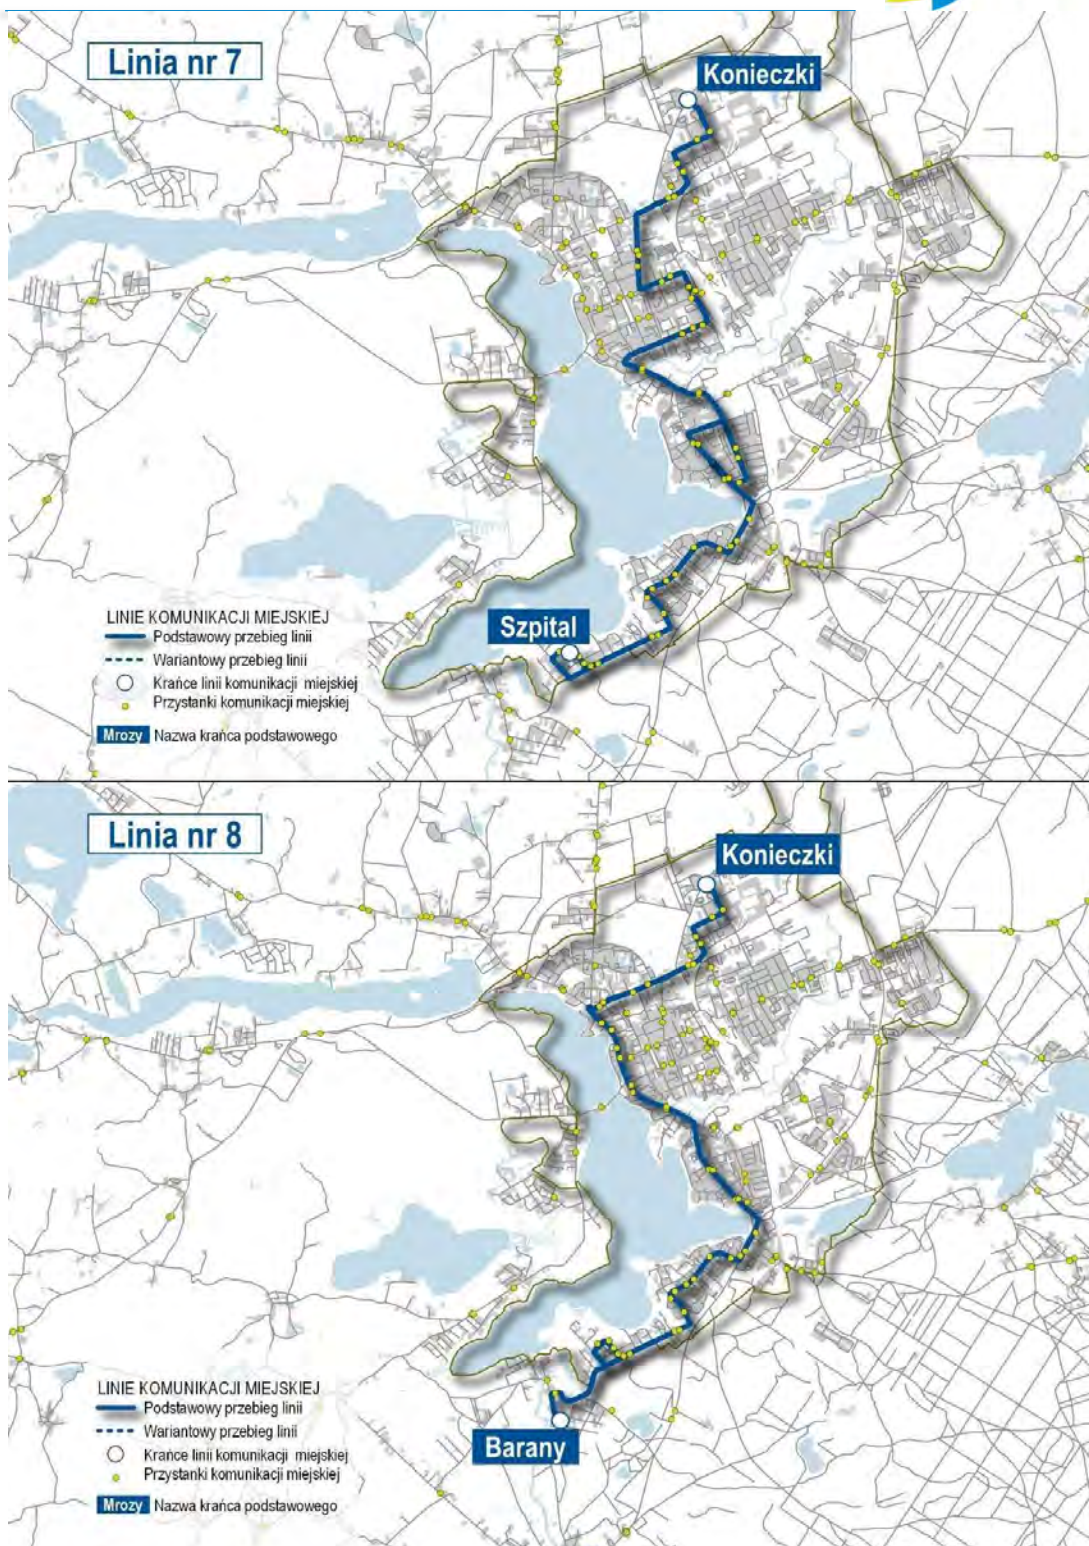 Linia nr 7
Konieczki
Szpital
LINIE KOMUNIKACJI MIEJSKIEJ
Podstawowy przebieg linii
Wariantowy przebieg linii
Krańce linii komunikacji miejskiej
Przystanki komunikacji miejskiej
Mrozy Nazwa krańca podstawowego
Linia nr 8
Konieczki
LINIE KOMUNIKACJI MIEJSKIEJ
Podstawowy przebieg linii
Wariantowy przebieg linii
Krańce linii komunikacji miejskiej
Przystanki komunikacji miejskiej
Barany
Mrozy Nazwa krańca podstawowego